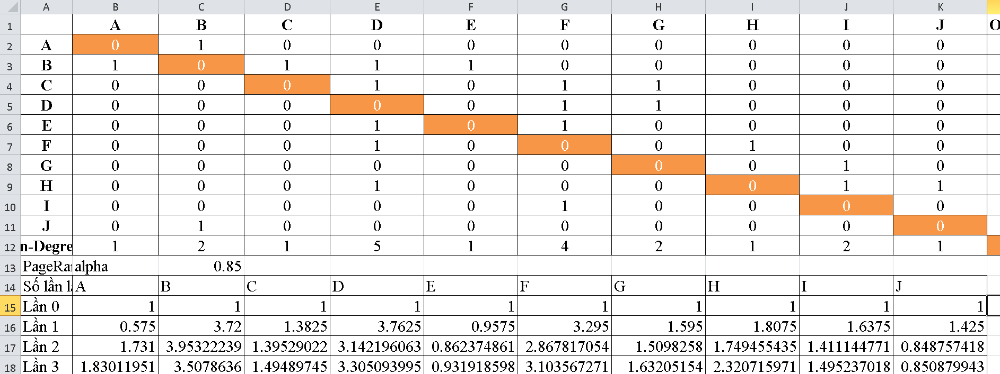 A B C D E F G H I J K
1 A B C D E F G H I J O
2 A 0 1 0 0 0 0 0 0 0 0
3 B 1 0 1 1 1 0 0 0 0 0
4 C 0 0 0 1 0 1 1 0 0 0
5 D 0 0 0 0 0 1 1 0 0 0
6 E 0 0 0 1 0 1 0 0 0 0
7 F 0 0 0 1 0 0 0 1 0 0
8 G 0 0 0 0 0 0 0 0 1 0
9 H 0 0 0 1 0 0 0 0 1 1
10 I 0 0 0 0 0 1 0 0 0 0
11 J 0 1 0 0 0 0 0 0 0 0
12 n-Degre 1 2 1 5 1 4 2 1 2 1
13 PageRa alpha 0.85
14 Số lần l A B C D E F G H I J
15 Lần 0 1 1 1 1 1 1 1 1 1 1
16 Lần 1 0.575 3.72 1.3825 3.7625 0.9575 3.295 1.595 1.8075 1.6375 1.425
17 Lần 2 1.731 3.95322239 1.39529022 3.142196063 0.862374861 2.867817054 1.5098258 1.749455435 1.411144771 0.848757418
18 Lần 3 1.83011951 3.5078636 1.49489745 3.305093995 0.931918598 3.103567271 1.63205154 2.320715971 1.495237018 0.850879943